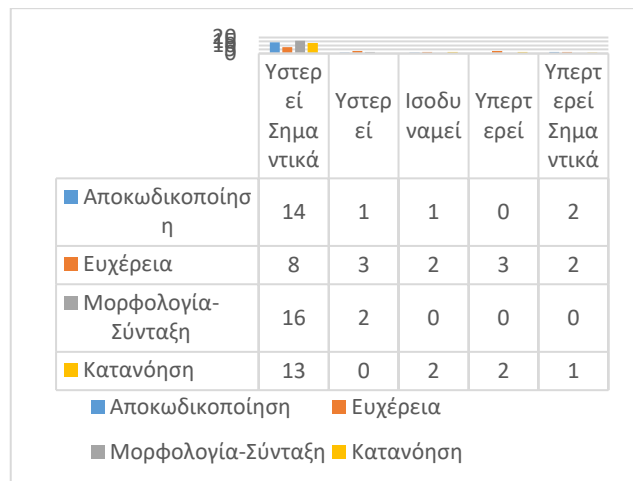 20
0
Υστερ Υστερ Ισοδυ Υπερτ Υπερτ
εί εί ναμεί ερεί ερεί
Σημα Σημα
ντικά ντικά
Αποκωδικοποίησ
η 14 1 1 0 2
Ευχέρεια 8 3 2 3 2
Μορφολογία-
Σύνταξη 16 2 0 0 0
Κατανόηση 13 0 2 2 1
Αποκωδικοποίηση Ευχέρεια
Μορφολογία-Σύνταξη Κατανόηση